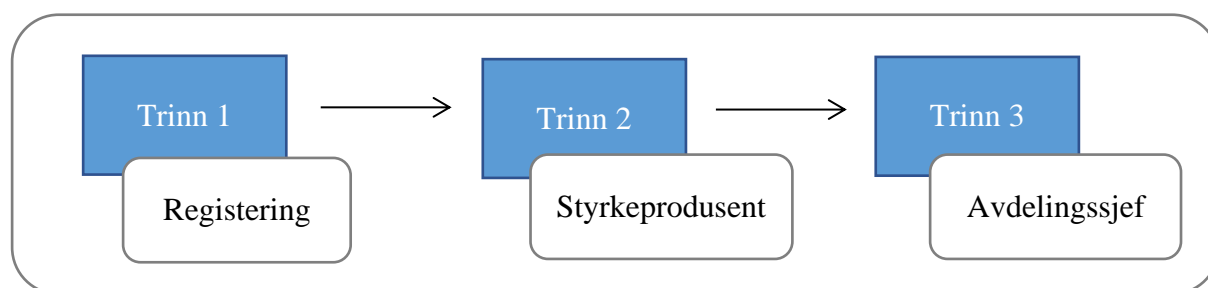 Trinn 1
Registering
Trinn 2
Styrkeprodusent
Trinn 3
Avdelingssjef